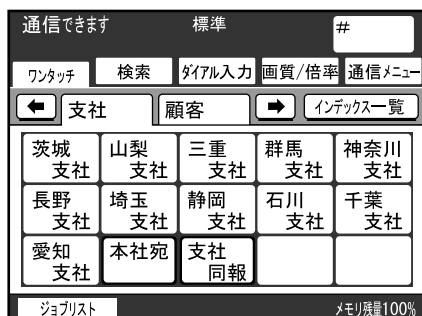 通信できます 標準 #
ワンタッチ 検索 ダイアル入力 画質/倍率 通信メニュー
支社 顧客 インデックス一覧
茨城 山梨 三重 群馬 神奈川
支社 支社 支社 支社 支社
長野 埼玉 静岡 石川 千葉
支社 支社 支社 支社 支社
愛知 本社宛 支社
支社 同報
ジョブリスト メモリ残量100%